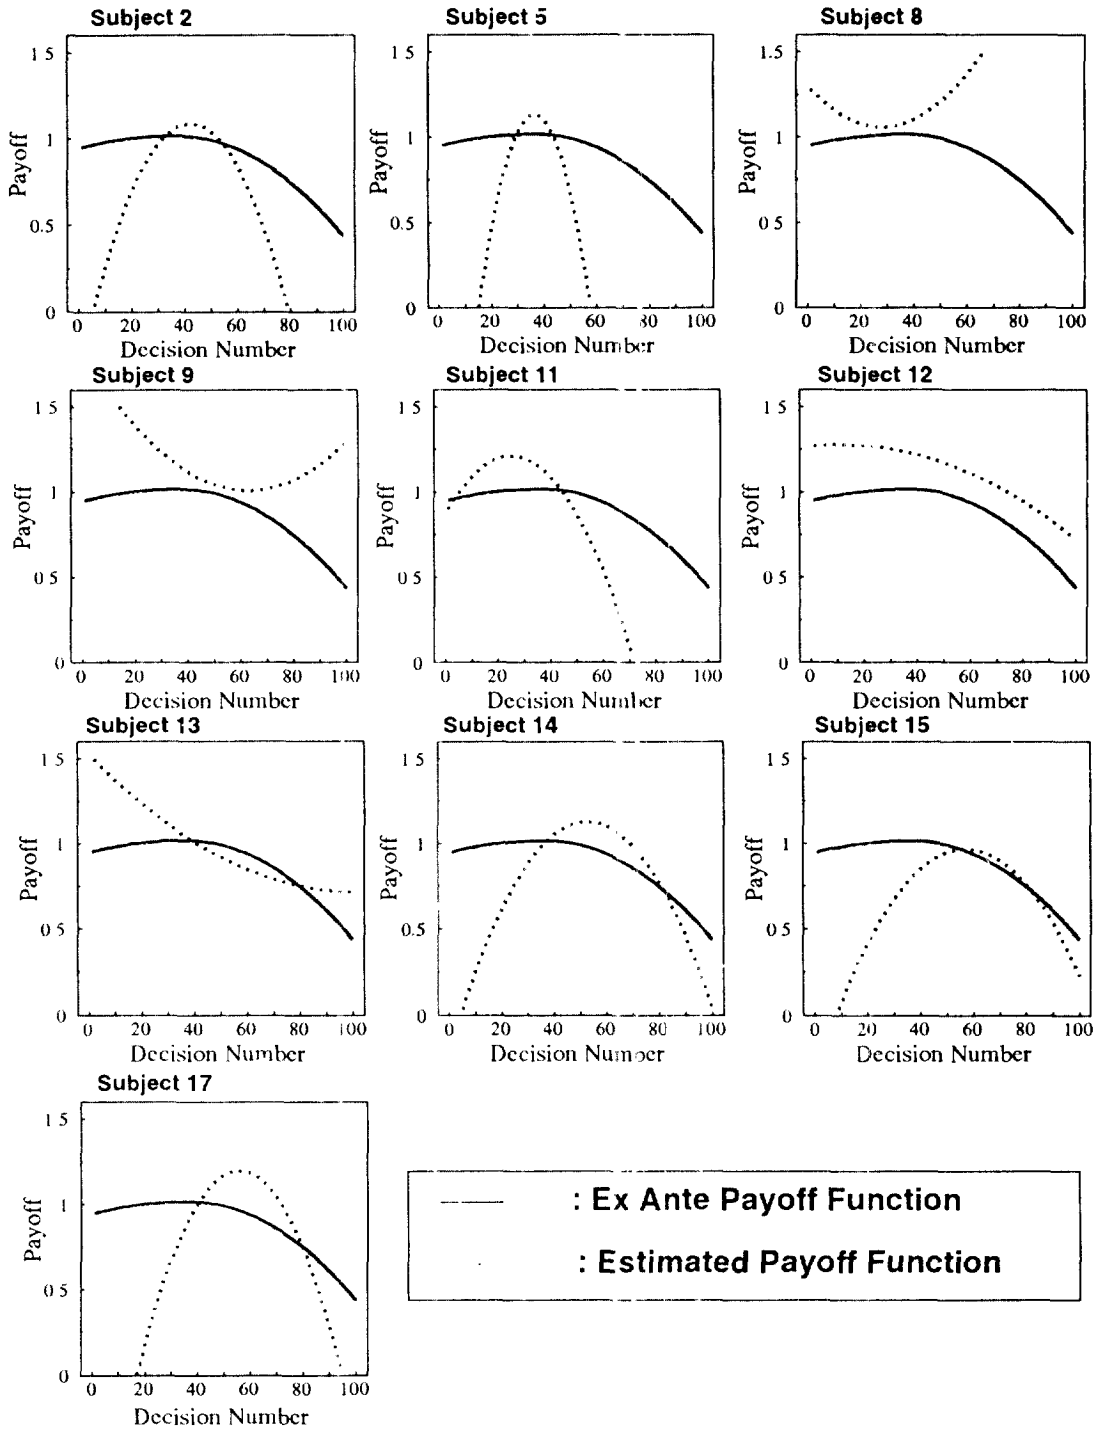 Subject 2
1 5
1
0 5
0
Payoff
0 20 40 60 80 100
Decision Number
Subject 5
1 5
1
0 5
0
Payoff
0 20 40 60 80 100
Decision Number
Subject 8
1 5
1
0 5
0
Payoff
0 20 40 60 80 100
Decision Number
Subject 9
1 5
1
0 5
0
Payoff
0 20 40 60 80 100
Decision Number
Subject 11
1 5
1
0 5
0
Payoff
0 20 40 60 80 100
Decision Number
Subject 12
1 5
1
0 5
0
Payoff
0 20 40 60 80 100
Decision Number
Subject 13
1 5
1
0 5
0
Payoff
0 20 40 60 80 100
Decision Number
Subject 14
1 5
1
0 5
0
Payoff
0 20 40 60 80 100
Decision Number
Subject 15
1 5
1
0 5
0
Payoff
0 20 40 60 80 100
Decision Number
Subject 17
1 5
1
0 5
0
Payoff
0 20 40 60 80 100
Decision Number
: Ex Ante Payoff Function
: Estimated Payoff Function